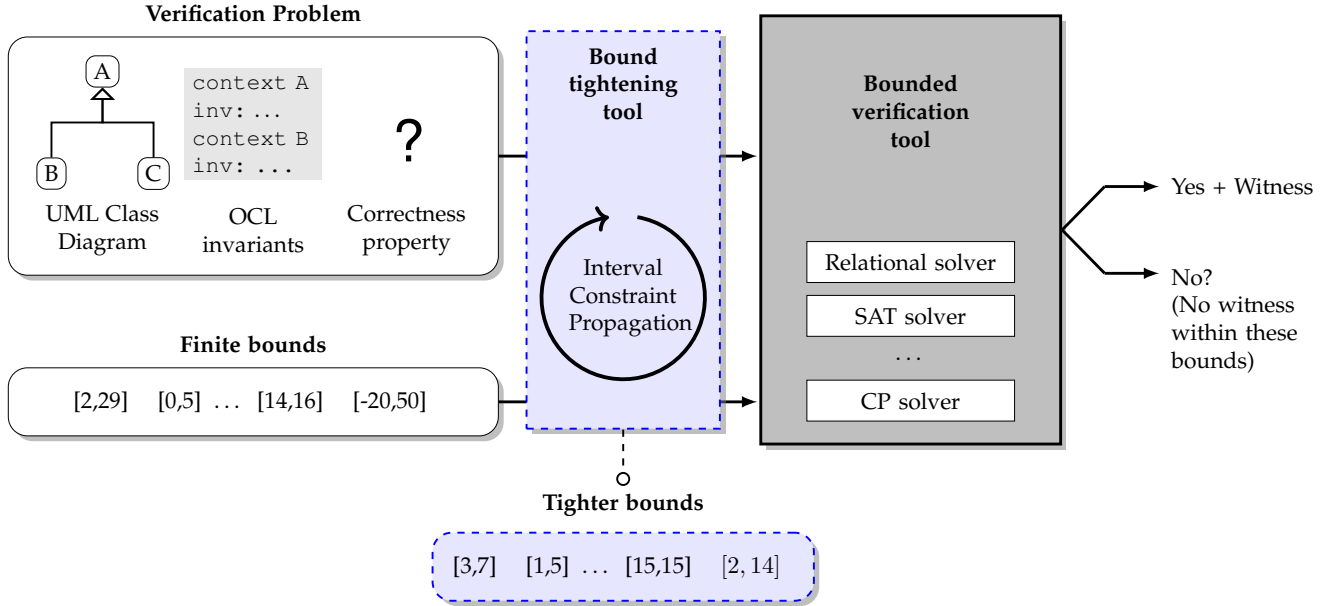 Verification Problem
A
B
C
UML Class
Diagram
context A
inv: ...
context B
inv: ...
OCL
invariants
?
Correctness
property
Finite bounds
[2,29] [0,5] ... [14,16] [-20,50]
Bound
tightening
tool
Interval
Constraint
Propagation
Tighter bounds
[3,7] [1,5] ... [15,15] [2, 14]
Bounded
verification
tool
Relational solver
SAT solver
...
CP solver
Yes + Witness
No?
(No witness
within these
bounds)